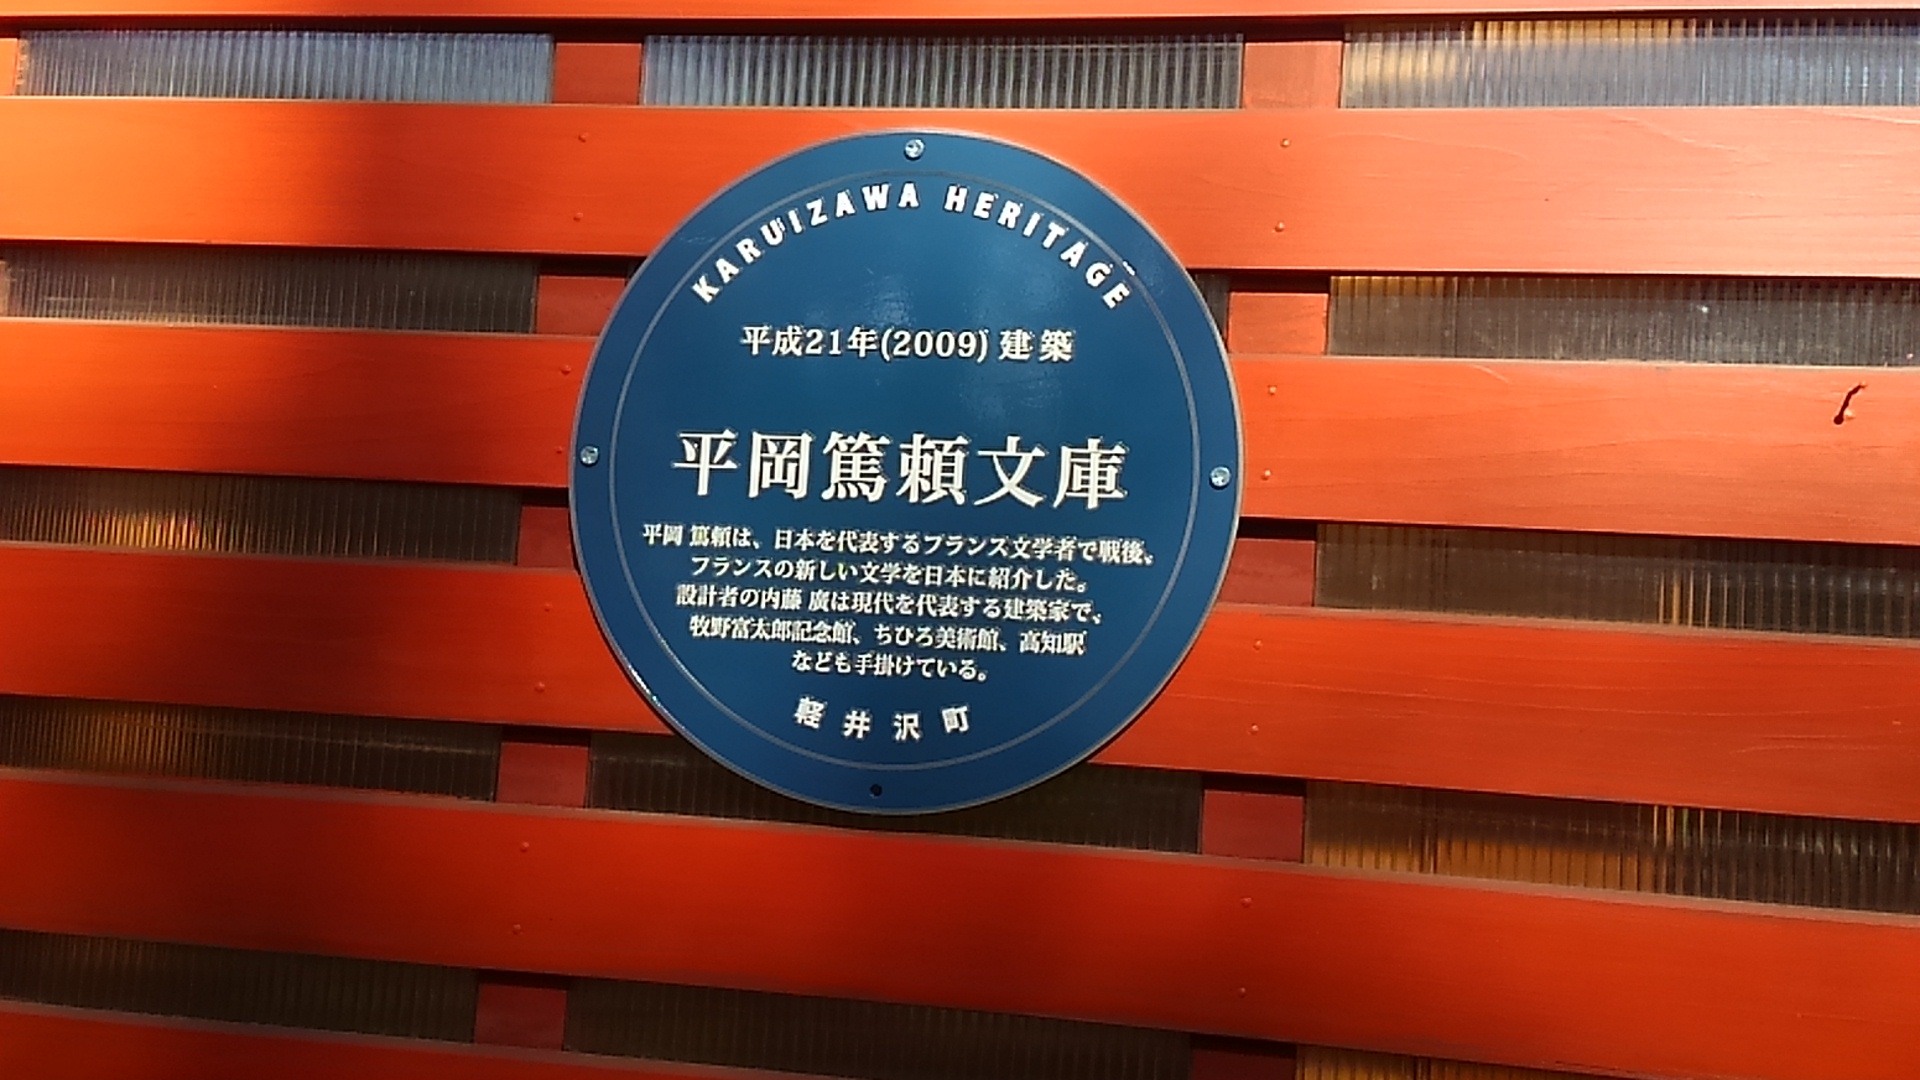 KARUIZAWA HERITAGE
平成21年(2009) 建築
平岡篤頼文庫
平岡 篤頼は、日本を代表するフランス文学者で戦後、
フランスの新しい文学を日本に紹介した。
設計者の内藤 廣は現代を代表する建築家で、
牧野富太郎記念館、ちひろ美術館、高知駅
なども手掛けている。
軽井沢町